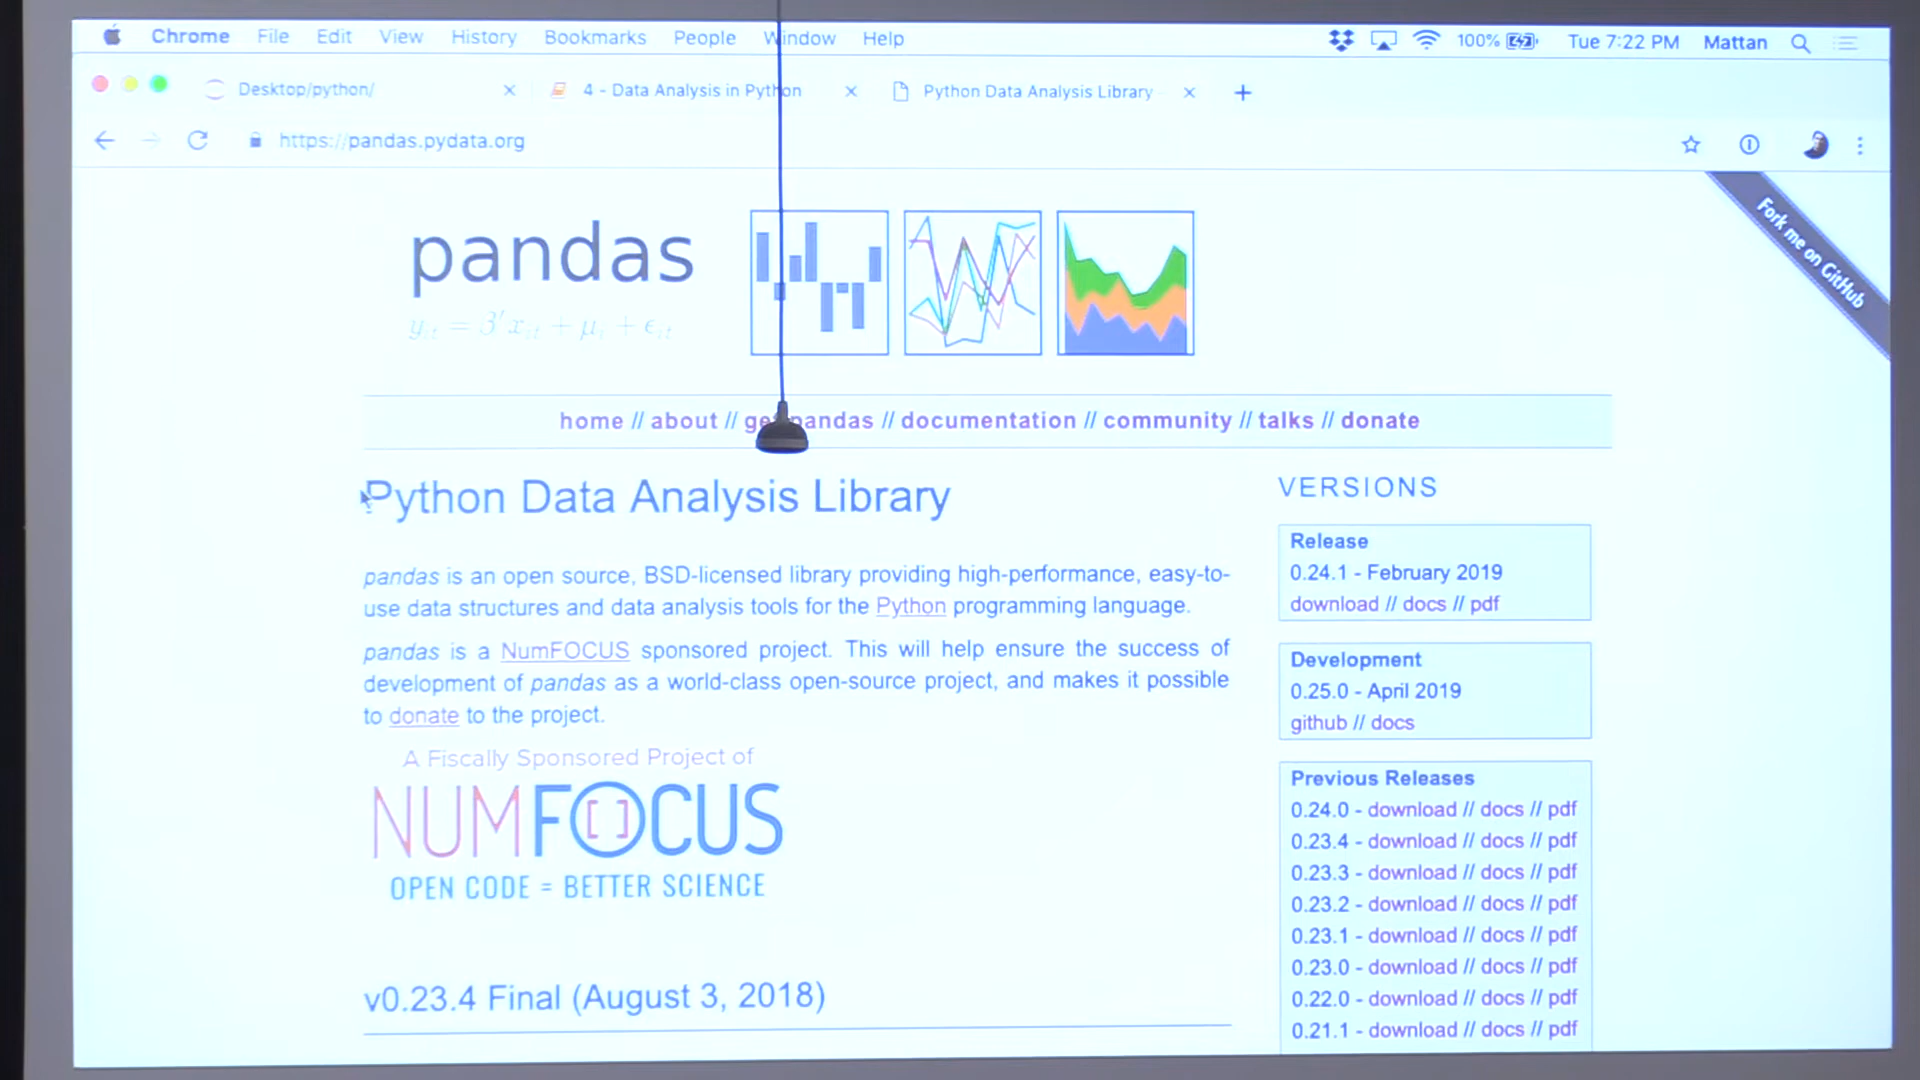 Chrome File Edit View History Bookmarks People Window Help 100% Tue 7:22 PM Mattan
Desktop/python/ 4 - Data Analysis in Python Python Data Analysis Library
https://pandas.pydata.org
Fork me on GitHub
pandas
home // about // get pandas // documentation // community // talks // donate
Python Data Analysis Library
pandas is an open source, BSD-licensed library providing high-performance, easy-to-
use data structures and data analysis tools for the Python programming language.
pandas is a NumFOCUS sponsored project. This will help ensure the success of
development of pandas as a world-class open-source project, and makes it possible
to donate to the project.
A Fiscally Sponsored Project of
NUMFOCUS
OPEN CODE = BETTER SCIENCE
v0.23.4 Final (August 3, 2018)
VERSIONS
Release
0.24.1 - February 2019
download // docs // pdf
Development
0.25.0 - April 2019
github // docs
Previous Releases
0.24.0 - download // docs // pdf
0.23.4 - download // docs // pdf
0.23.3 - download // docs // pdf
0.23.2 - download // docs // pdf
0.23.1 - download // docs // pdf
0.23.0 - download // docs // pdf
0.22.0 - download // docs // pdf
0.21.1 - download // docs // pdf